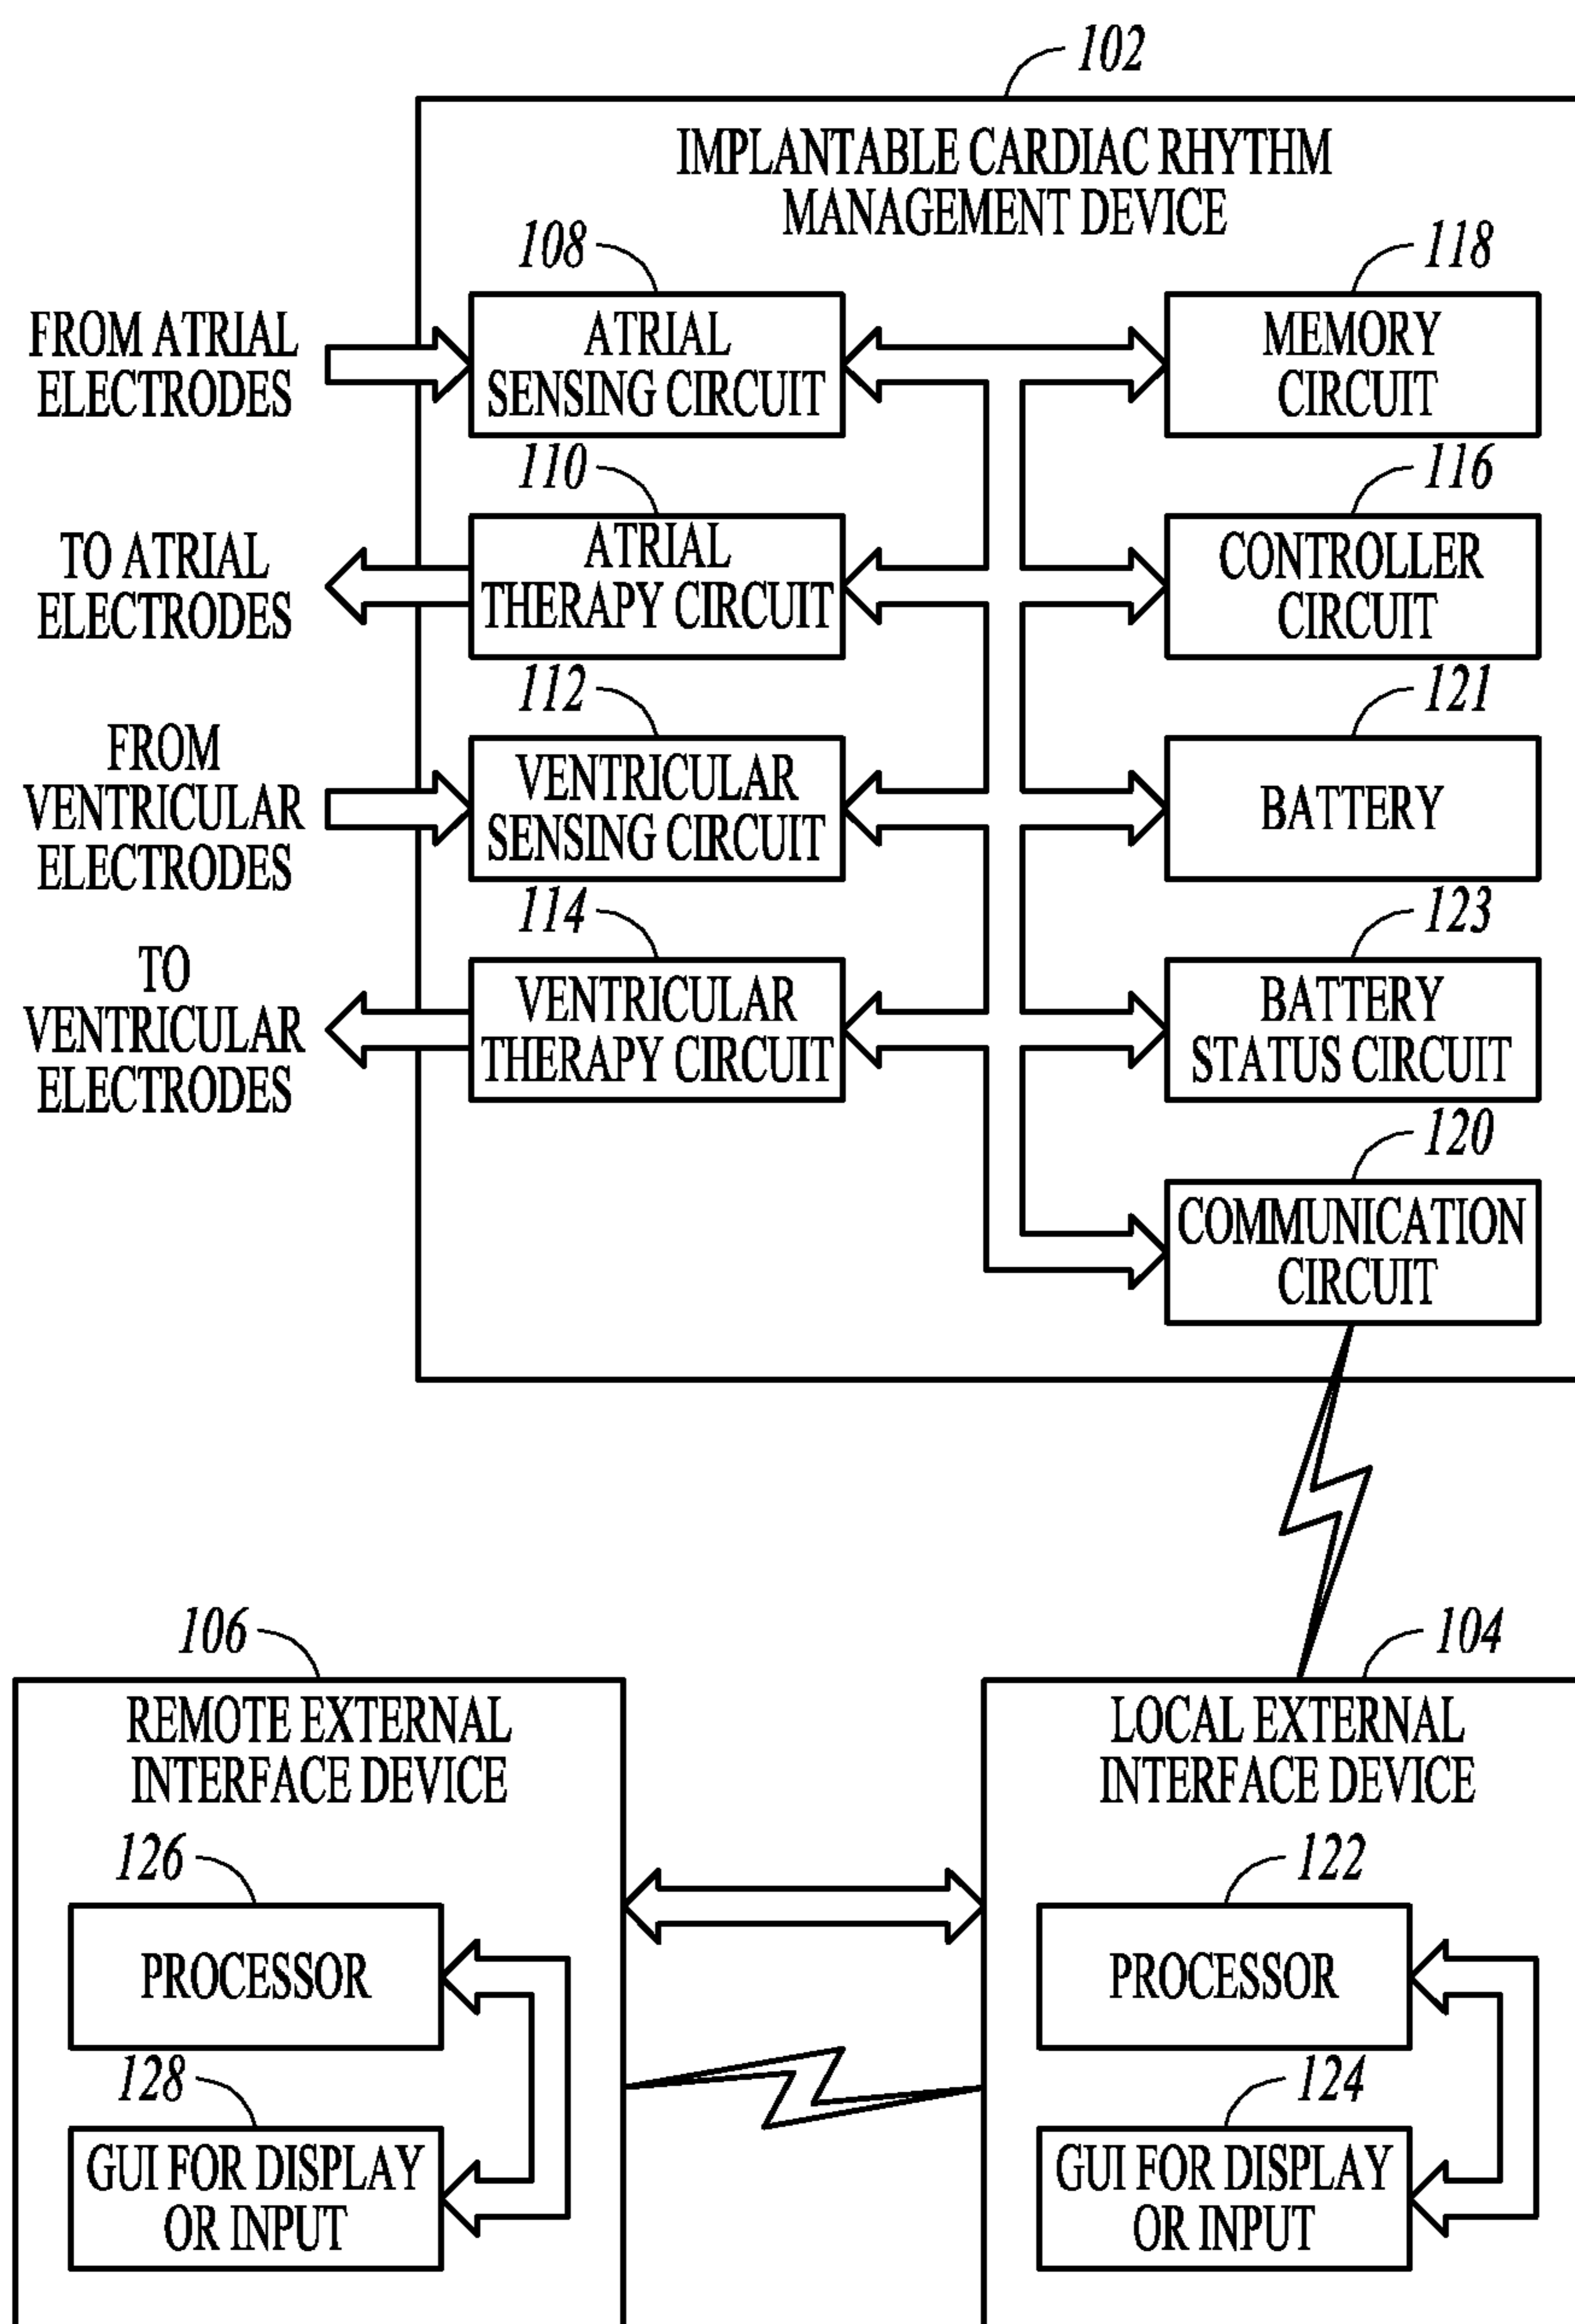 102
IMPLANTABLE CARDIAC RHYTHM
MANAGEMENT DEVICE
108
118
FROM ATRIAL
ELECTRODES
ATRIAL
SENSING CIRCUIT
MEMORY
CIRCUIT
110
116
TO ATRIAL
ELECTRODES
ATRIAL
THERAPY CIRCUIT
CONTROLLER
CIRCUIT
112
121
FROM
VENTRICULAR
ELECTRODES
VENTRICULAR
SENSING CIRCUIT
BATTERY
114
123
TO
VENTRICULAR
ELECTRODES
VENTRICULAR
THERAPY CIRCUIT
BATTERY
STATUS CIRCUIT
120
COMMUNICATION
CIRCUIT
106
REMOTE EXTERNAL
INTERFACE DEVICE
126
PROCESSOR
128
GUI FOR DISPLAY
OR INPUT
104
LOCAL EXTERNAL
INTERFACE DEVICE
122
PROCESSOR
124
GUI FOR DISPLAY
OR INPUT